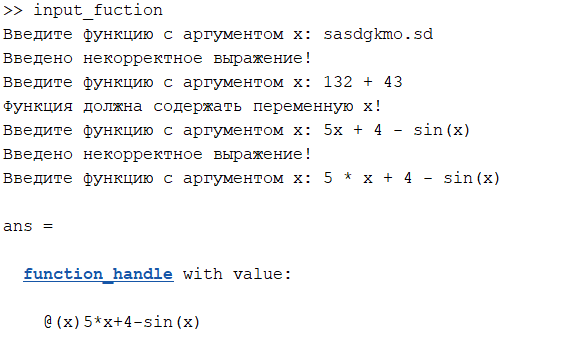 >> input_fuction
Введите функцию с аргументом x: sasdgkmo.sd
Введено некорректное выражение!
Введите функцию с аргументом x: 132 + 43
Функция должна содержать переменную x!
Введите функцию с аргументом x: 5x + 4 - sin(x)
Введено некорректное выражение!
Введите функцию с аргументом x: 5 * x + 4 - sin(x)
ans =
function_handle with value:
@(x)5*x+4-sin(x)